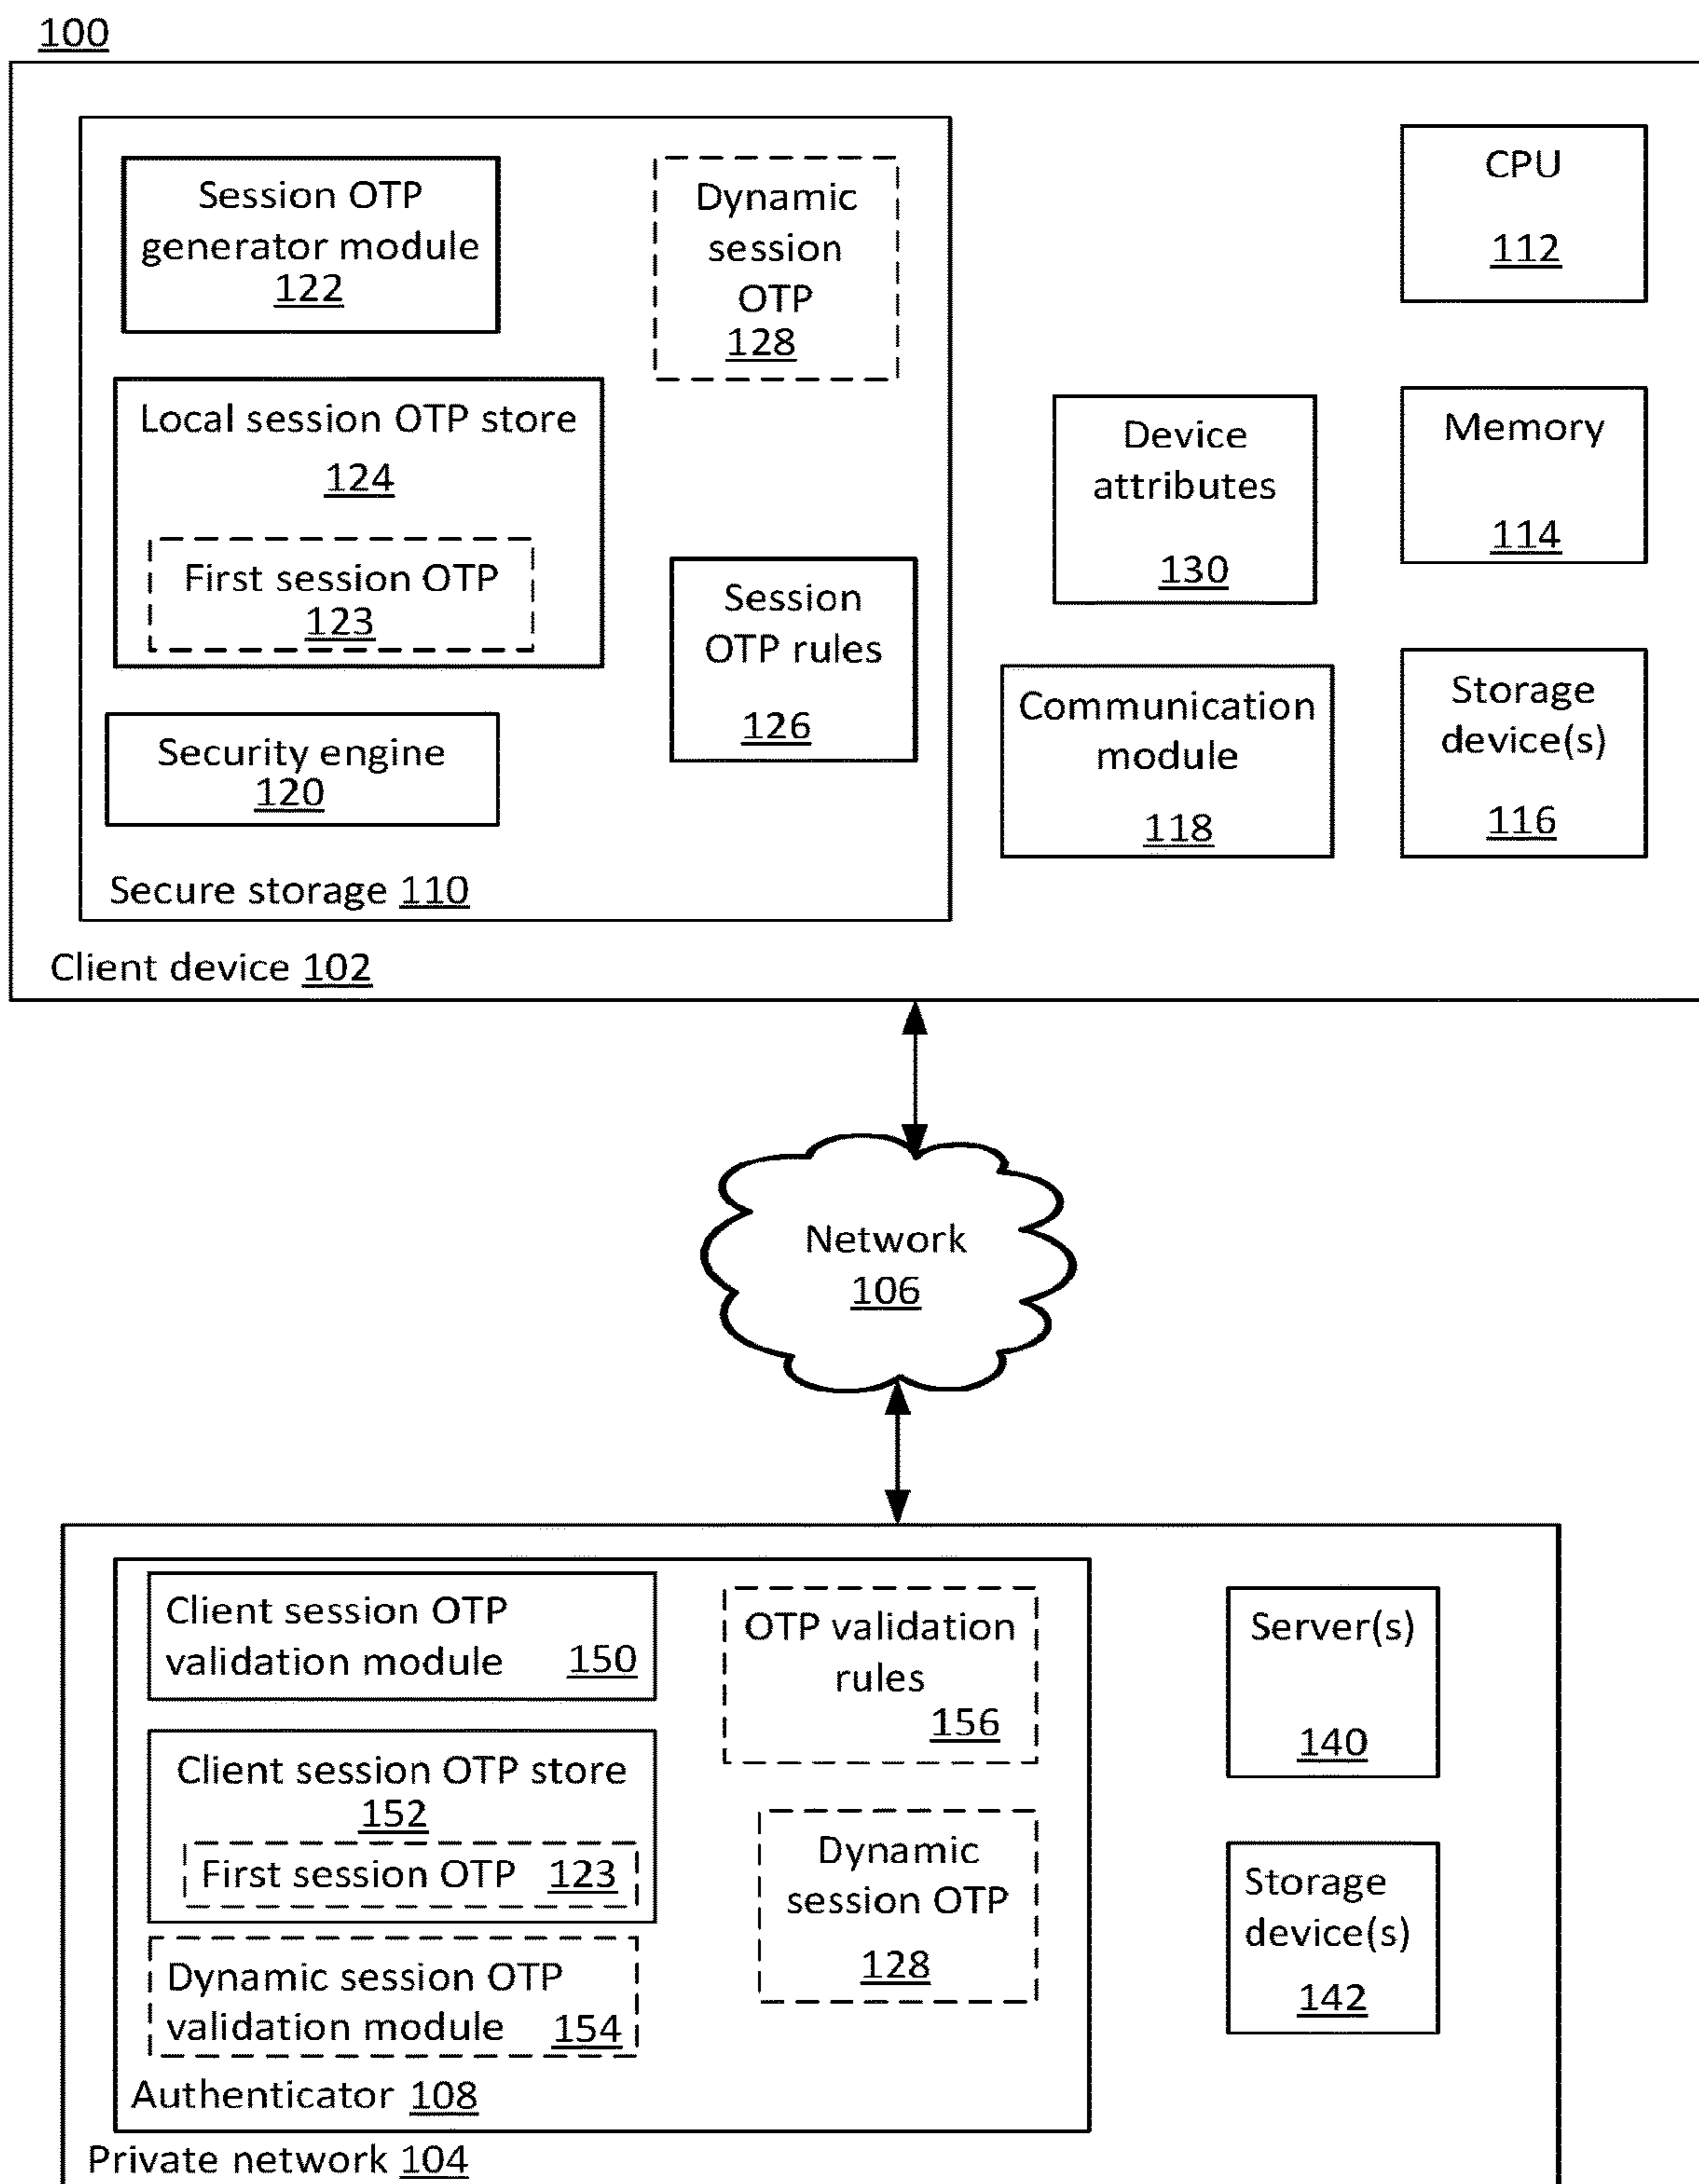 100
Session OTP
generator module
122
Dynamic
session
OTP
128
CPU
112
Local session OTP store
124
First session OTP
123
Device
attributes
130
Memory
114
Session
OTP rules
126
Security engine
120
Communication
module
118
Storage
device(s)
116
Secure storage 110
Client device 102
Network
106
Client session OTP
validation module 150
OTP validation
rules
156
Server(s)
140
Client session OTP store
152
First session OTP 123
Dynamic
session OTP
128
Storage
device(s)
142
Dynamic session OTP
validation module 154
Authenticator 108
Private network 104